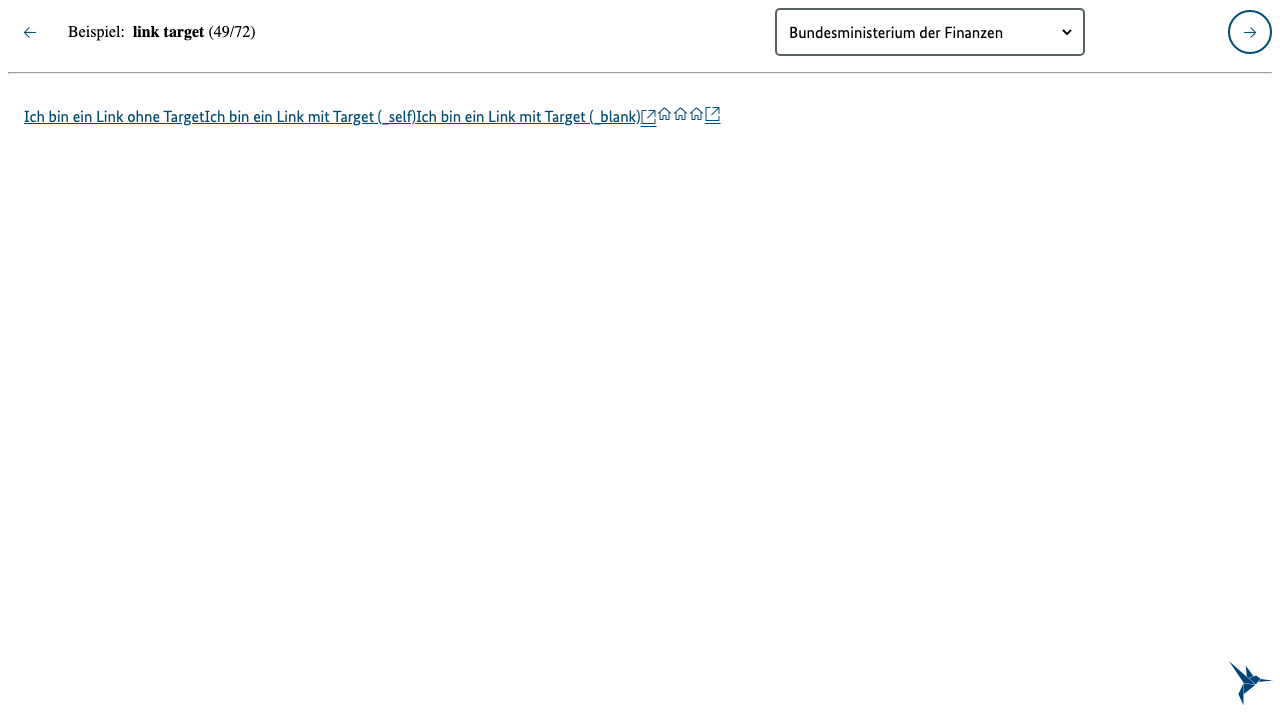 Beispiel: link target (49/72)
Bundesministerium der Finanzen
Ich bin ein Link ohne TargetIch bin ein Link mit Target (_self)Ich bin ein Link mit Target (_blank)